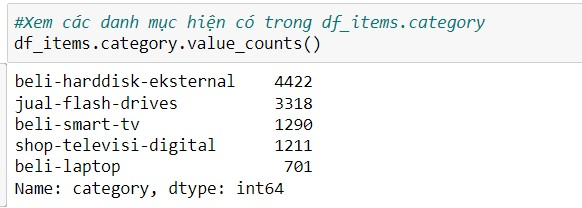 #Xem các danh mục hiện có trong df_items.category
df_items.category.value_counts()
beli-harddisk-eksternal    4422
jual-flash-drives          3318
beli-smart-tv              1290
shop-televisi-digital      1211
beli-laptop                 701
Name: category, dtype: int64